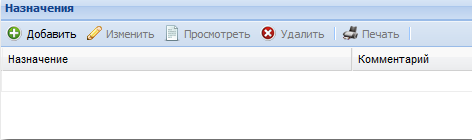 Назначения
Добавить Изменить Просмотреть Удалить Печать
Назначение Комментарий